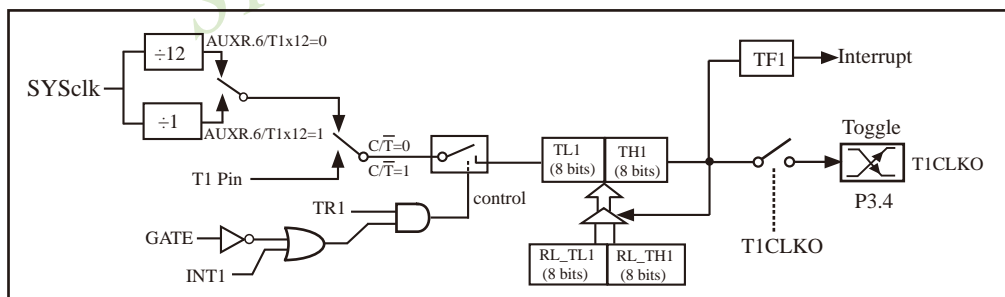 ÷12
AUXR.6/T1x12=0
SYSclk
÷1
AUXR.6/T1x12=1
C/T̅=0
C/T̅=1
T1 Pin
TR1
GATE
INT1
control
TL1
(8 bits)
TH1
(8 bits)
RL_TL1
(8 bits)
RL_TH1
(8 bits)
TF1
Interrupt
Toggle
T1CLKO
P3.4
T1CLKO